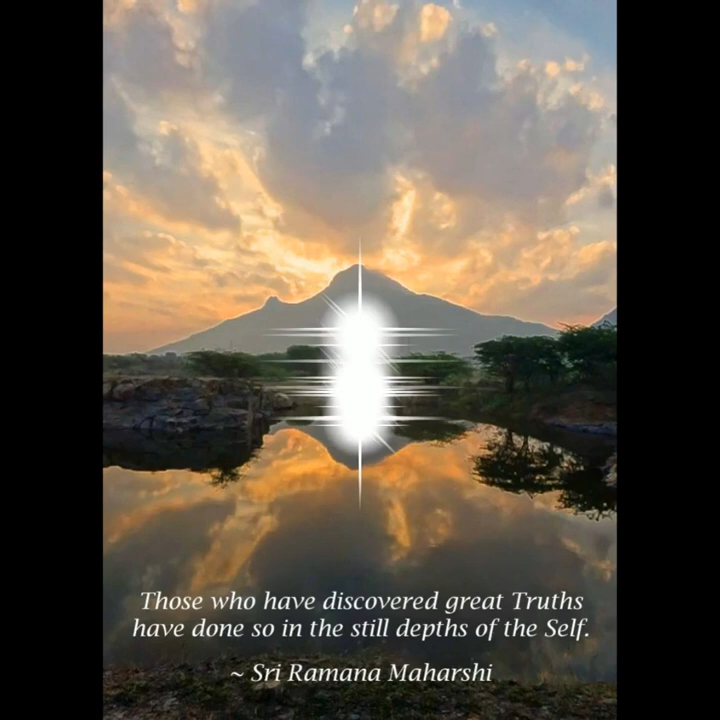 Those who have discovered great Truths
have done so in the still depths of the Self.
~ Sri Ramana Maharshi